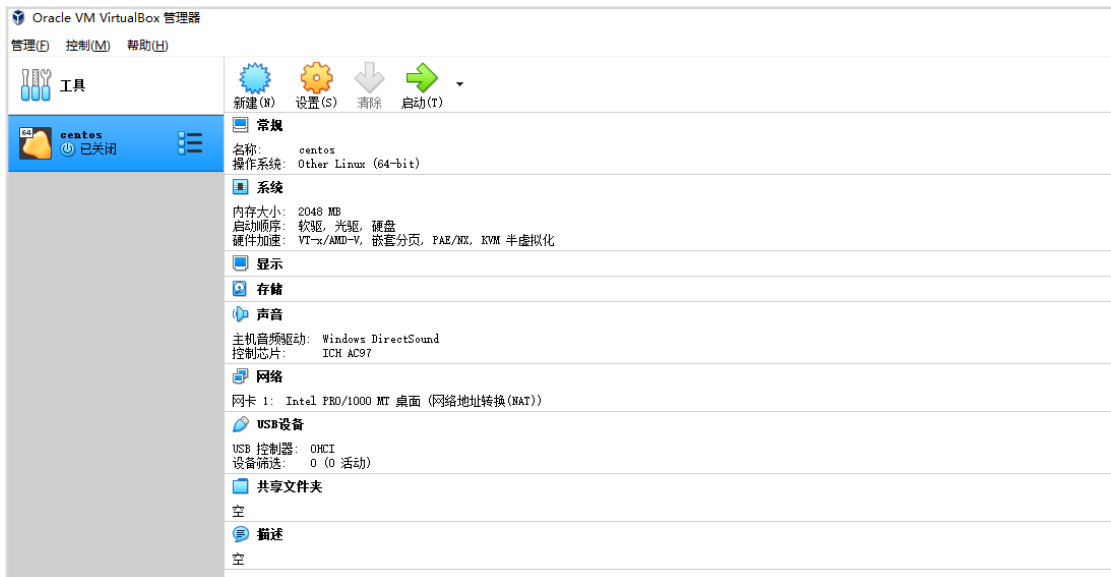 Oracle VM VirtualBox 管理器
管理(F) 控制(M) 帮助(H)
工具
新建(N) 设置(S) 清除 启动(T)
64
centos
已关闭
常规
名称: centos
操作系统: Other Linux (64-bit)
系统
内存大小: 2048 MB
启动顺序: 软驱, 光驱, 硬盘
硬件加速: VT-x/AMD-V, 嵌套分页, PAE/NX, KVM 半虚拟化
显示
存储
声音
主机音频驱动: Windows DirectSound
控制芯片: ICH AC97
网络
网卡 1: Intel PRO/1000 MT 桌面 (网络地址转换(NAT))
USB设备
USB 控制器: OHCI
设备筛选: 0 (0 活动)
共享文件夹
空
描述
空